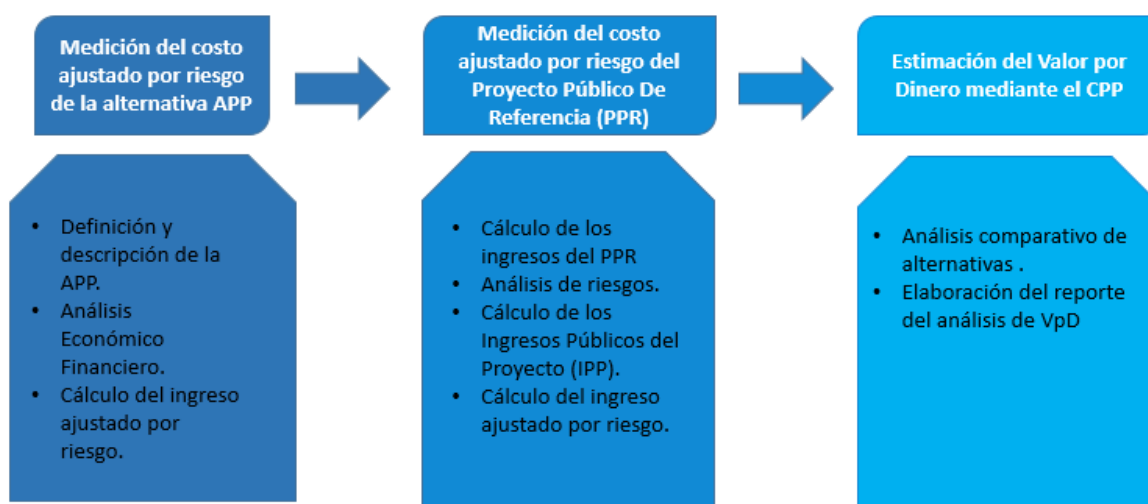 Medición del costo
ajustado por riesgo
de la alternativa APP
Medición del costo
ajustado por riesgo del
Proyecto Público De
Referencia (PPR)
Estimación del Valor por
Dinero mediante el CPP
• Definición y
descripción de la
APP.
• Análisis
Económico
Financiero.
• Cálculo del ingreso
ajustado por
riesgo.
• Cálculo de los
ingresos del PPR
• Análisis de riesgos.
• Cálculo de los
Ingresos Públicos del
Proyecto (IPP).
• Cálculo del ingreso
ajustado por riesgo.
• Análisis comparativo de
alternativas .
• Elaboración del reporte
del análisis de VpD